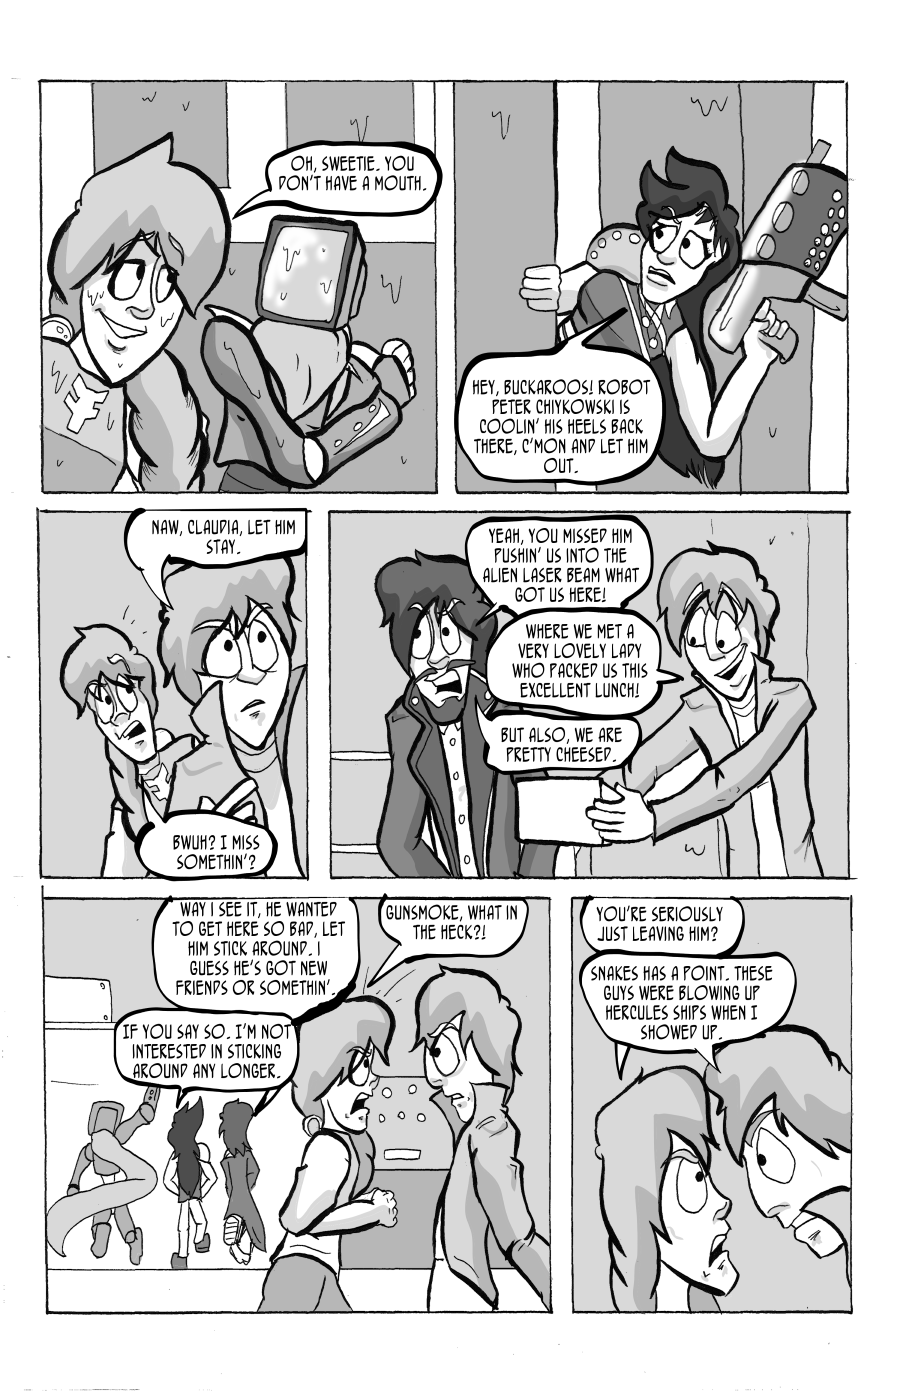 OH, SWEETIE. YOU
DON'T HAVE A MOUTH.
HEY, BUCKAROOS! ROBOT
PETER CHIYKOWSKI IS
COOLIN' HIS HEELS BACK
THERE, C'MON AND LET HIM
OUT.
NAW, CLAUDIA, LET HIM
STAY.
BWUH? I MISS
SOMETHIN'?
YEAH, YOU MISSED HIM
PUSHIN' US INTO THE
ALIEN LASER BEAM WHAT
GOT US HERE!
WHERE WE MET A
VERY LOVELY LADY
WHO PACKED US THIS
EXCELLENT LUNCH!
BUT ALSO, WE ARE
PRETTY CHEESED.
WAY I SEE IT, HE WANTED
TO GET HERE SO BAD, LET
HIM STICK AROUND. I
GUESS HE'S GOT NEW
FRIENDS OR SOMETHIN'.
IF YOU SAY SO. I'M NOT
INTERESTED IN STICKING
AROUND ANY LONGER.
GUNSMOKE, WHAT IN
THE HECK?!
YOU'RE SERIOUSLY
JUST LEAVING HIM?
SNAKES HAS A POINT. THESE
GUYS WERE BLOWING UP
HERCULES SHIPS WHEN I
SHOWED UP.